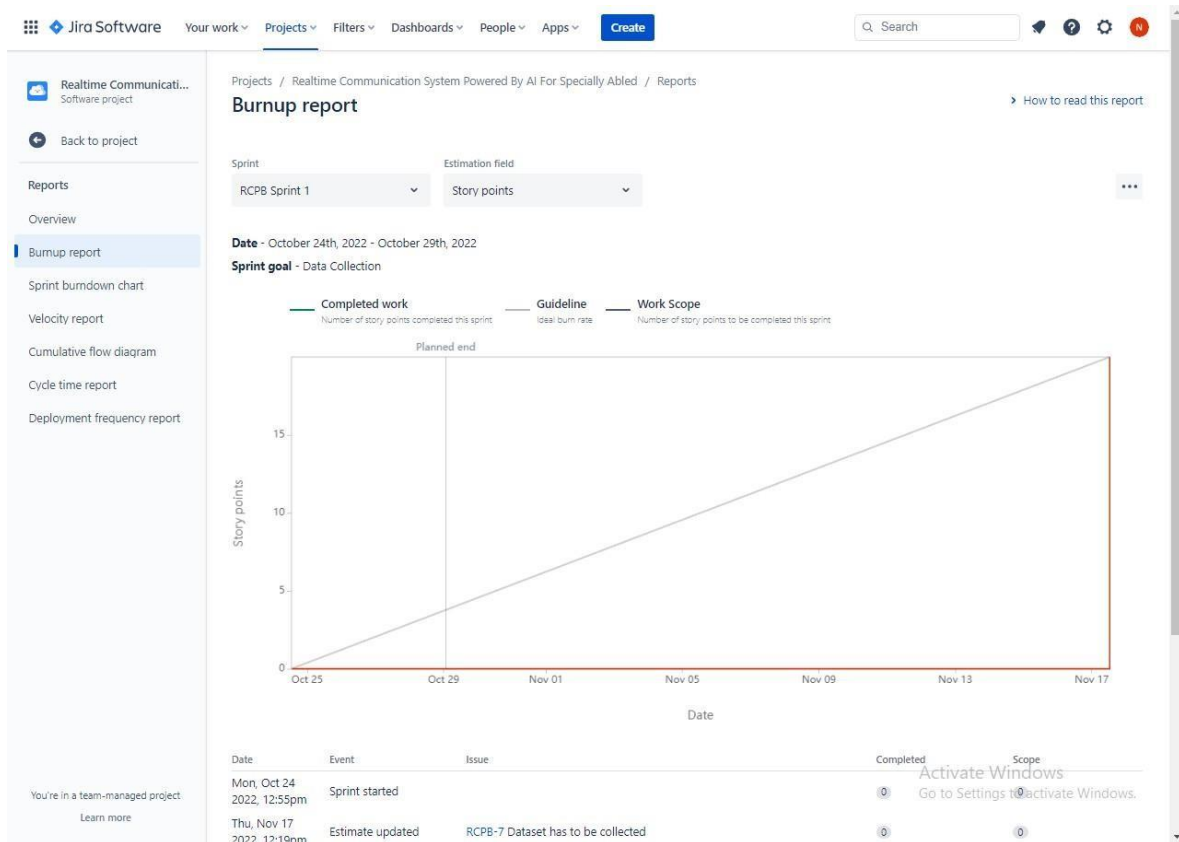 Jira Software Your work Projects Filters Dashboards People Apps Create Search N
Realtime Communicati...
Software project
Back to project
Reports
Overview
Burnup report
Sprint burndown chart
Velocity report
Cumulative flow diagram
Cycle time report
Deployment frequency report
You're in a team-managed project
Learn more
Projects / Realtime Communication System Powered By AI For Specially Abled / Reports
Burnup report
How to read this report
Sprint Estimation field
RCPB Sprint 1 Story points
Date - October 24th, 2022 - October 29th, 2022
Sprint goal - Data Collection
Completed work Guideline Work Scope
Number of story points completed this sprint Ideal burn rate Number of story points to be completed this sprint
Planned end
15
10
5
0
Story points
Oct 25 Oct 29 Nov 01 Nov 05 Nov 09 Nov 13 Nov 17
Date
Date Event Issue Completed Scope
Mon, Oct 24
2022, 12:55pm Sprint started 0 0
Thu, Nov 17
2022, 12:19pm Estimate updated RCPB-7 Dataset has to be collected 0 0
Activate Windows
Go to Settings to activate Windows.